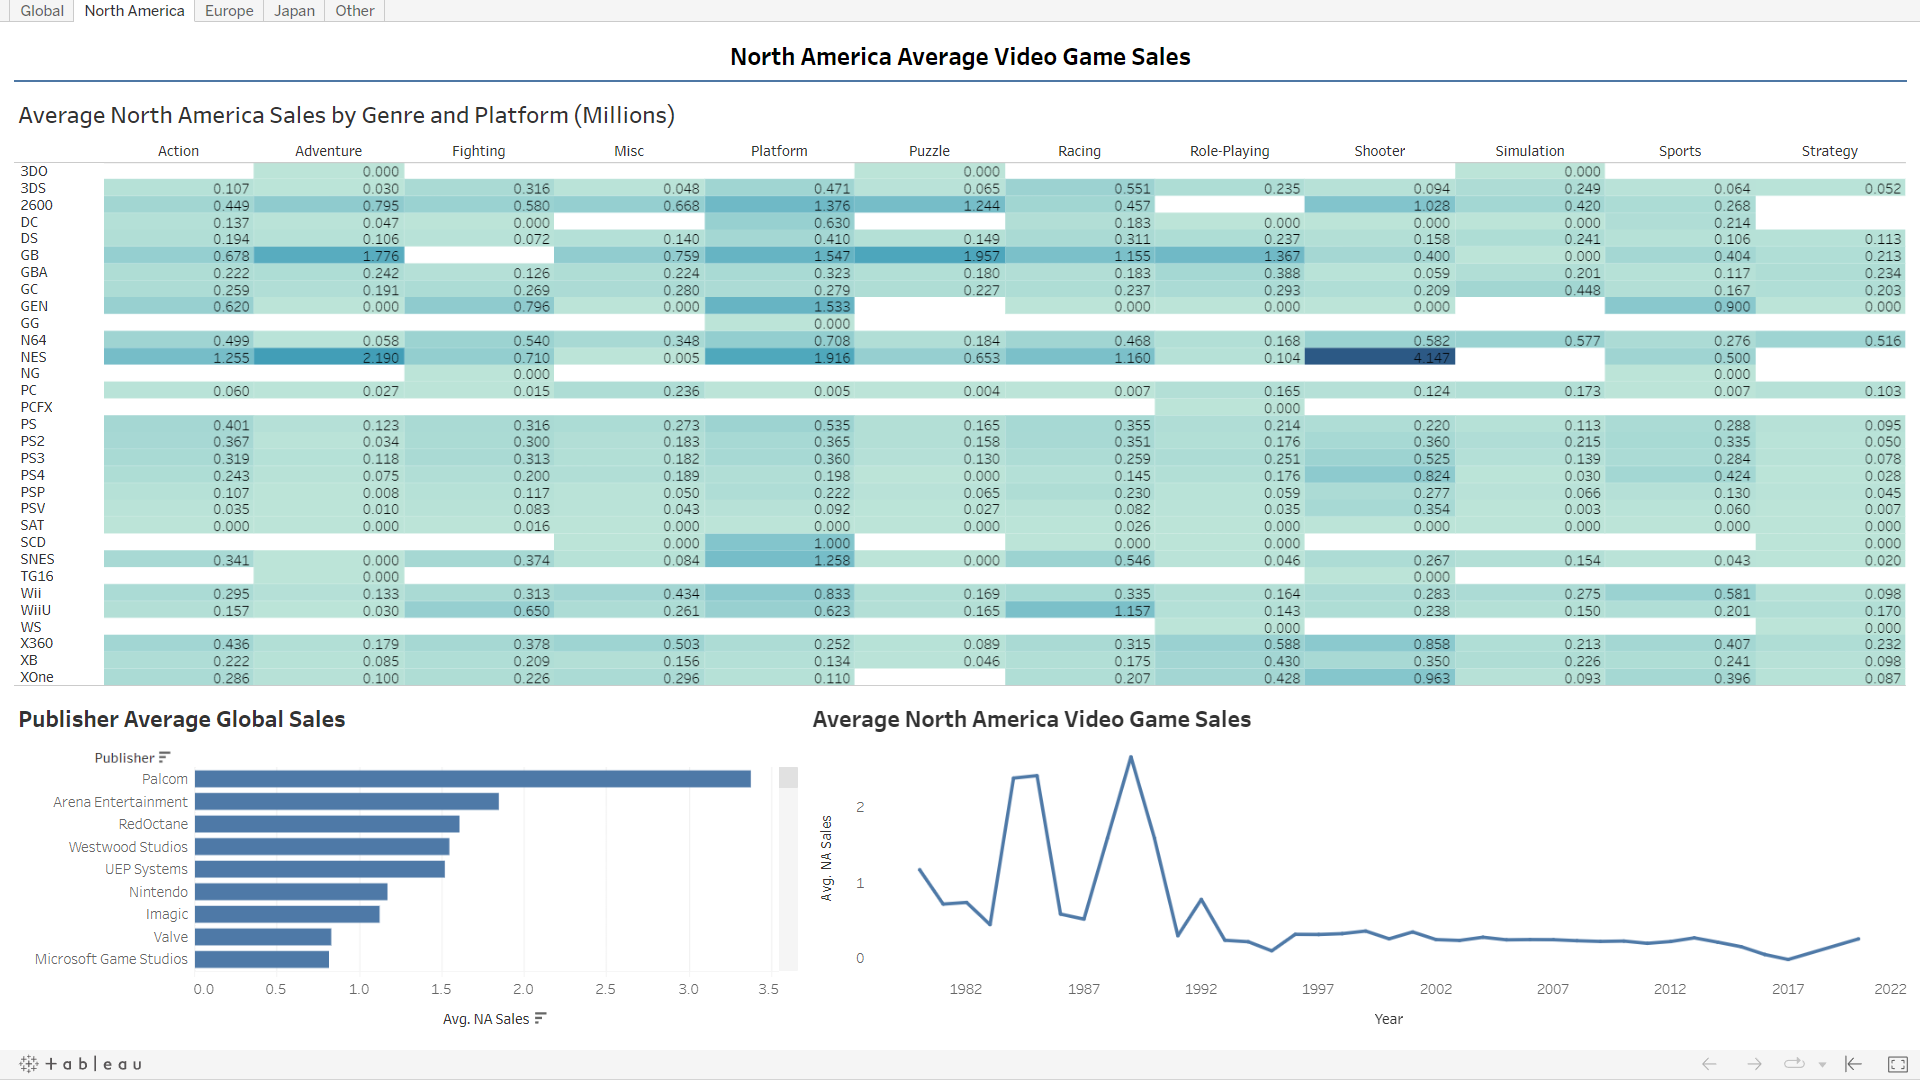 Global North America Europe Japan Other
North America Average Video Game Sales
Average North America Sales by Genre and Platform (Millions)
Action Adventure Fighting Misc Platform Puzzle Racing Role-Playing Shooter Simulation Sports Strategy
3DO 0.000 0.000 0.000
3DS 0.107 0.030 0.316 0.048 0.471 0.065 0.551 0.235 0.094 0.249 0.064 0.052
2600 0.449 0.795 0.580 0.668 1.376 1.244 0.457 1.028 0.420 0.268
DC 0.137 0.047 0.000 0.630 0.183 0.000 0.000 0.000 0.214
DS 0.194 0.106 0.072 0.140 0.410 0.149 0.311 0.237 0.158 0.241 0.106 0.113
GB 0.678 1.776 0.759 1.547 1.957 1.155 1.367 0.400 0.000 0.404 0.213
GBA 0.222 0.242 0.126 0.224 0.323 0.180 0.183 0.388 0.059 0.201 0.117 0.234
GC 0.259 0.191 0.269 0.280 0.279 0.227 0.237 0.293 0.209 0.448 0.167 0.203
GEN 0.620 0.000 0.796 0.000 1.533 0.000 0.000 0.000 0.900 0.000
GG 0.000
N64 0.499 0.058 0.540 0.348 0.708 0.184 0.468 0.168 0.582 0.577 0.276 0.516
NES 1.255 2.190 0.710 0.005 1.916 0.653 1.160 0.104 4.147 0.500
NG 0.000 0.000
PC 0.060 0.027 0.015 0.236 0.005 0.004 0.007 0.165 0.124 0.173 0.007 0.103
PCFX 0.000
PS 0.401 0.123 0.316 0.273 0.535 0.165 0.355 0.214 0.220 0.113 0.288 0.095
PS2 0.367 0.034 0.300 0.183 0.365 0.158 0.351 0.176 0.360 0.215 0.335 0.050
PS3 0.319 0.118 0.313 0.182 0.360 0.130 0.259 0.251 0.525 0.139 0.284 0.078
PS4 0.243 0.075 0.200 0.189 0.198 0.000 0.145 0.176 0.824 0.030 0.424 0.028
PSP 0.107 0.008 0.117 0.050 0.222 0.065 0.230 0.059 0.277 0.066 0.130 0.045
PSV 0.035 0.010 0.083 0.043 0.092 0.027 0.082 0.035 0.354 0.003 0.060 0.007
SAT 0.000 0.000 0.016 0.000 0.000 0.000 0.026 0.000 0.000 0.000 0.000 0.000
SCD 0.000 1.000 0.000 0.000 0.000
SNES 0.341 0.000 0.374 0.084 1.258 0.000 0.546 0.046 0.267 0.154 0.043 0.020
TG16 0.000 0.000
Wii 0.295 0.133 0.313 0.434 0.833 0.169 0.335 0.164 0.283 0.275 0.581 0.098
WiiU 0.157 0.030 0.650 0.261 0.623 0.165 1.157 0.143 0.238 0.150 0.201 0.170
WS 0.000 0.000
X360 0.436 0.179 0.378 0.503 0.252 0.089 0.315 0.588 0.858 0.213 0.407 0.232
XB 0.222 0.085 0.209 0.156 0.134 0.046 0.175 0.430 0.350 0.226 0.241 0.098
XOne 0.286 0.100 0.226 0.296 0.110 0.207 0.428 0.963 0.093 0.396 0.087
Publisher Average Global Sales
Publisher
Palcom
Arena Entertainment
RedOctane
Westwood Studios
UEP Systems
Nintendo
Imagic
Valve
Microsoft Game Studios
0.0 0.5 1.0 1.5 2.0 2.5 3.0 3.5
Avg. NA Sales
Average North America Video Game Sales
Avg. NA Sales
2
1
0
1982 1987 1992 1997 2002 2007 2012 2017 2022
Year
+ableau